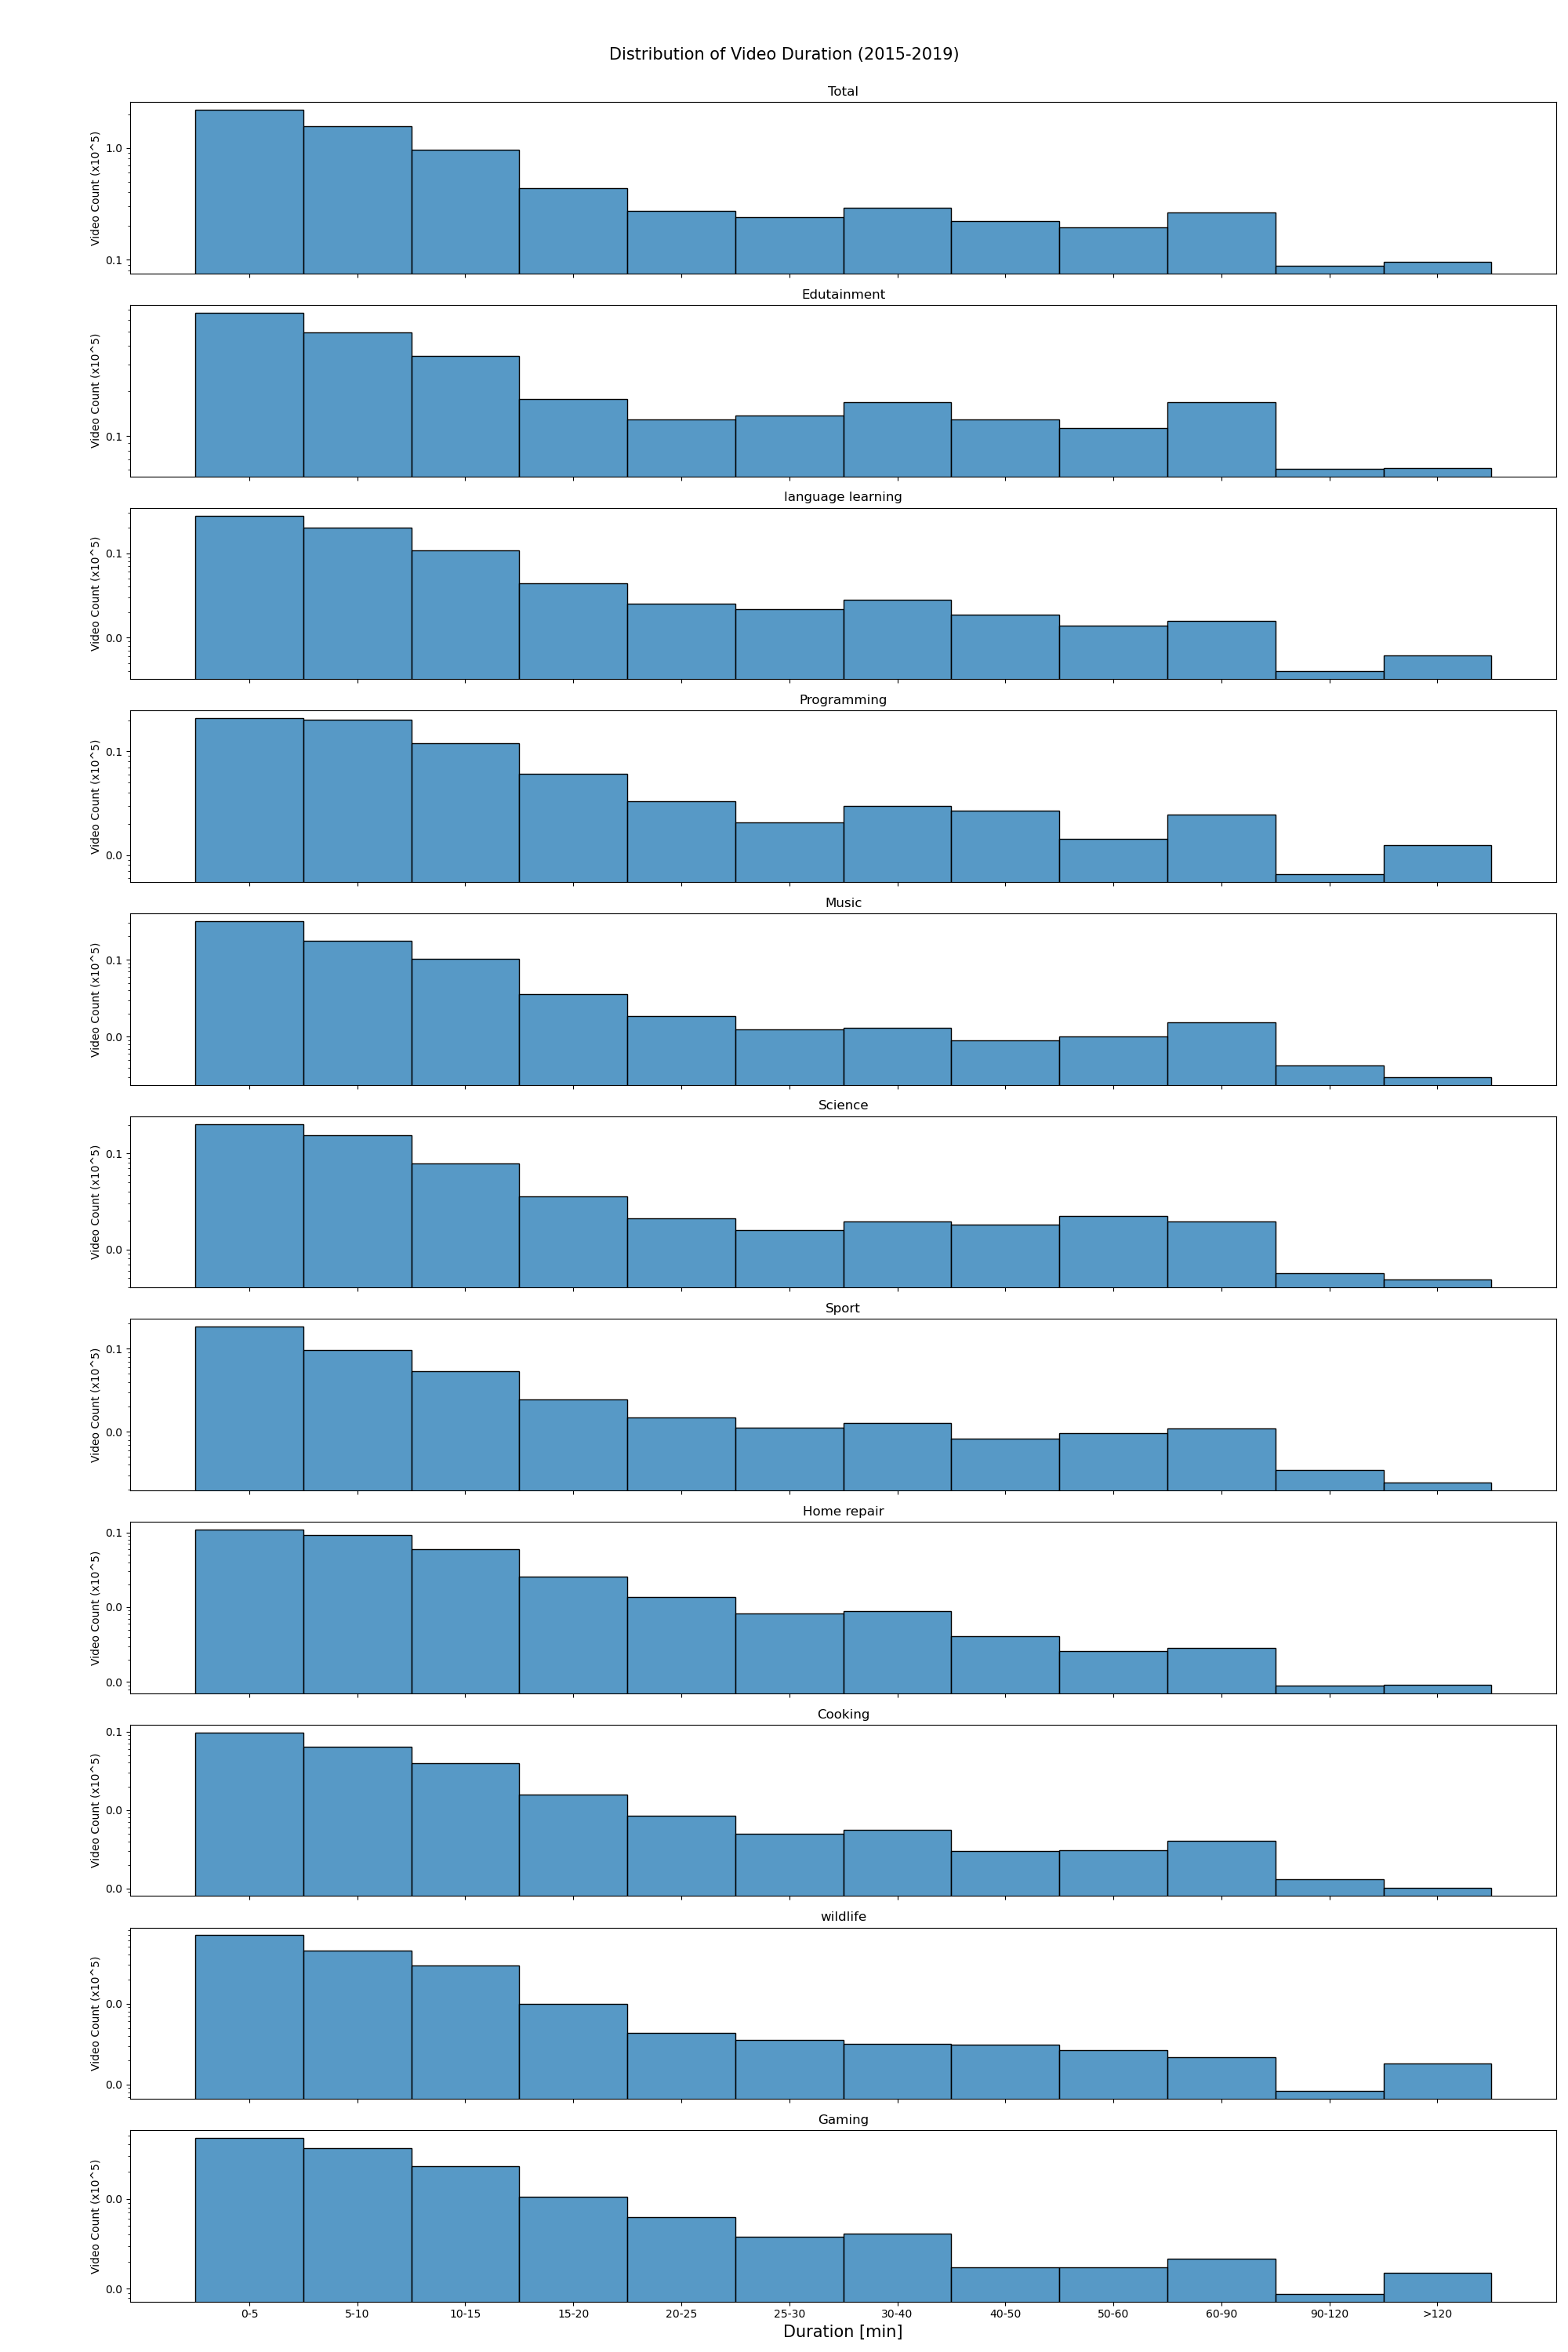 Distribution of Video Duration (2015-2019)
Total
Video Count (x10^5)
1.0
0.1
Edutainment
Video Count (x10^5)
0.1
language learning
Video Count (x10^5)
0.1
0.0
Programming
Video Count (x10^5)
0.1
0.0
Music
Video Count (x10^5)
0.1
0.0
Science
Video Count (x10^5)
0.1
0.0
Sport
Video Count (x10^5)
0.1
0.0
Home repair
Video Count (x10^5)
0.1
0.0
0.0
Cooking
Video Count (x10^5)
0.1
0.0
0.0
wildlife
Video Count (x10^5)
0.0
0.0
Gaming
Video Count (x10^5)
0.0
0.0
0-5 5-10 10-15 15-20 20-25 25-30 30-40 40-50 50-60 60-90 90-120 >120
Duration [min]